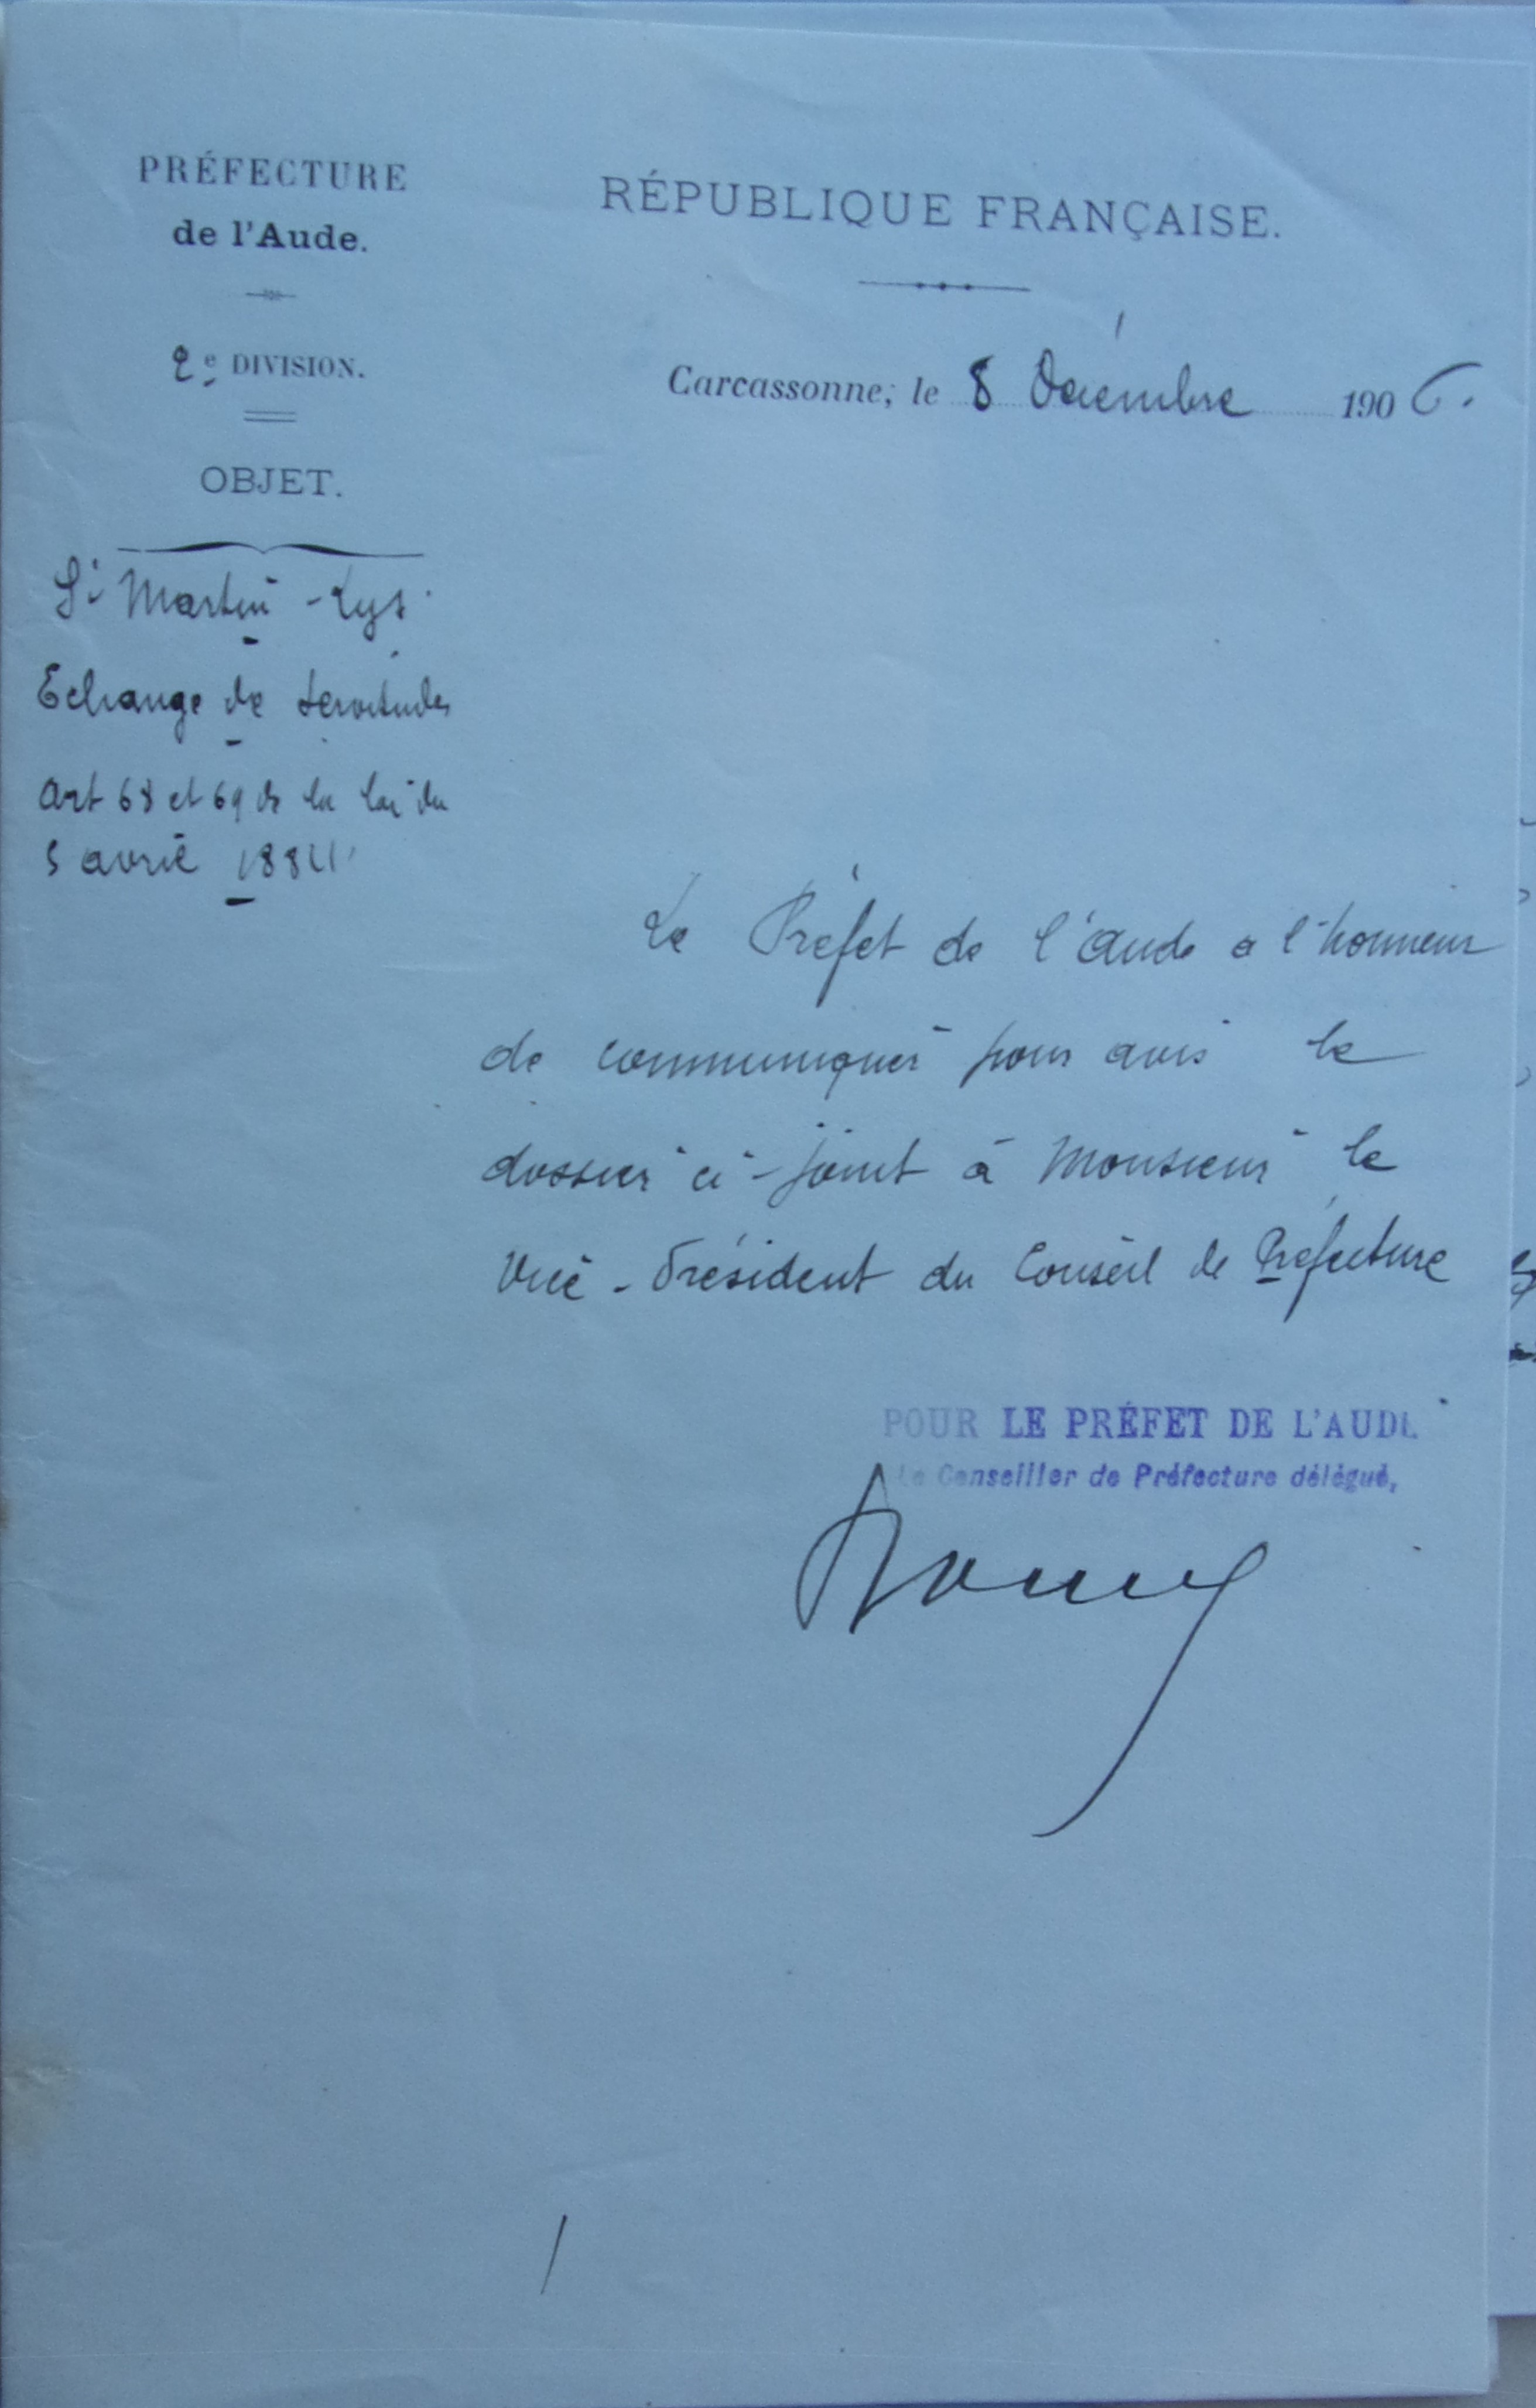 PRÉFECTURE
de l'Aude.
2e DIVISION.
OBJET.
St Martin-Lys
Echange de servitudes
Art 68 et 69 de la loi du
5 avril 1884
RÉPUBLIQUE FRANÇAISE.
Carcassonne, le 8 Décembre 1906.
Le Préfet de l'Aude a l'honneur
de communiquer pour avis le
dossier ci-joint à Monsieur le
Vice-Président du Conseil de Préfecture
POUR LE PRÉFET DE L'AUDE
Le Conseiller de Préfecture délégué,